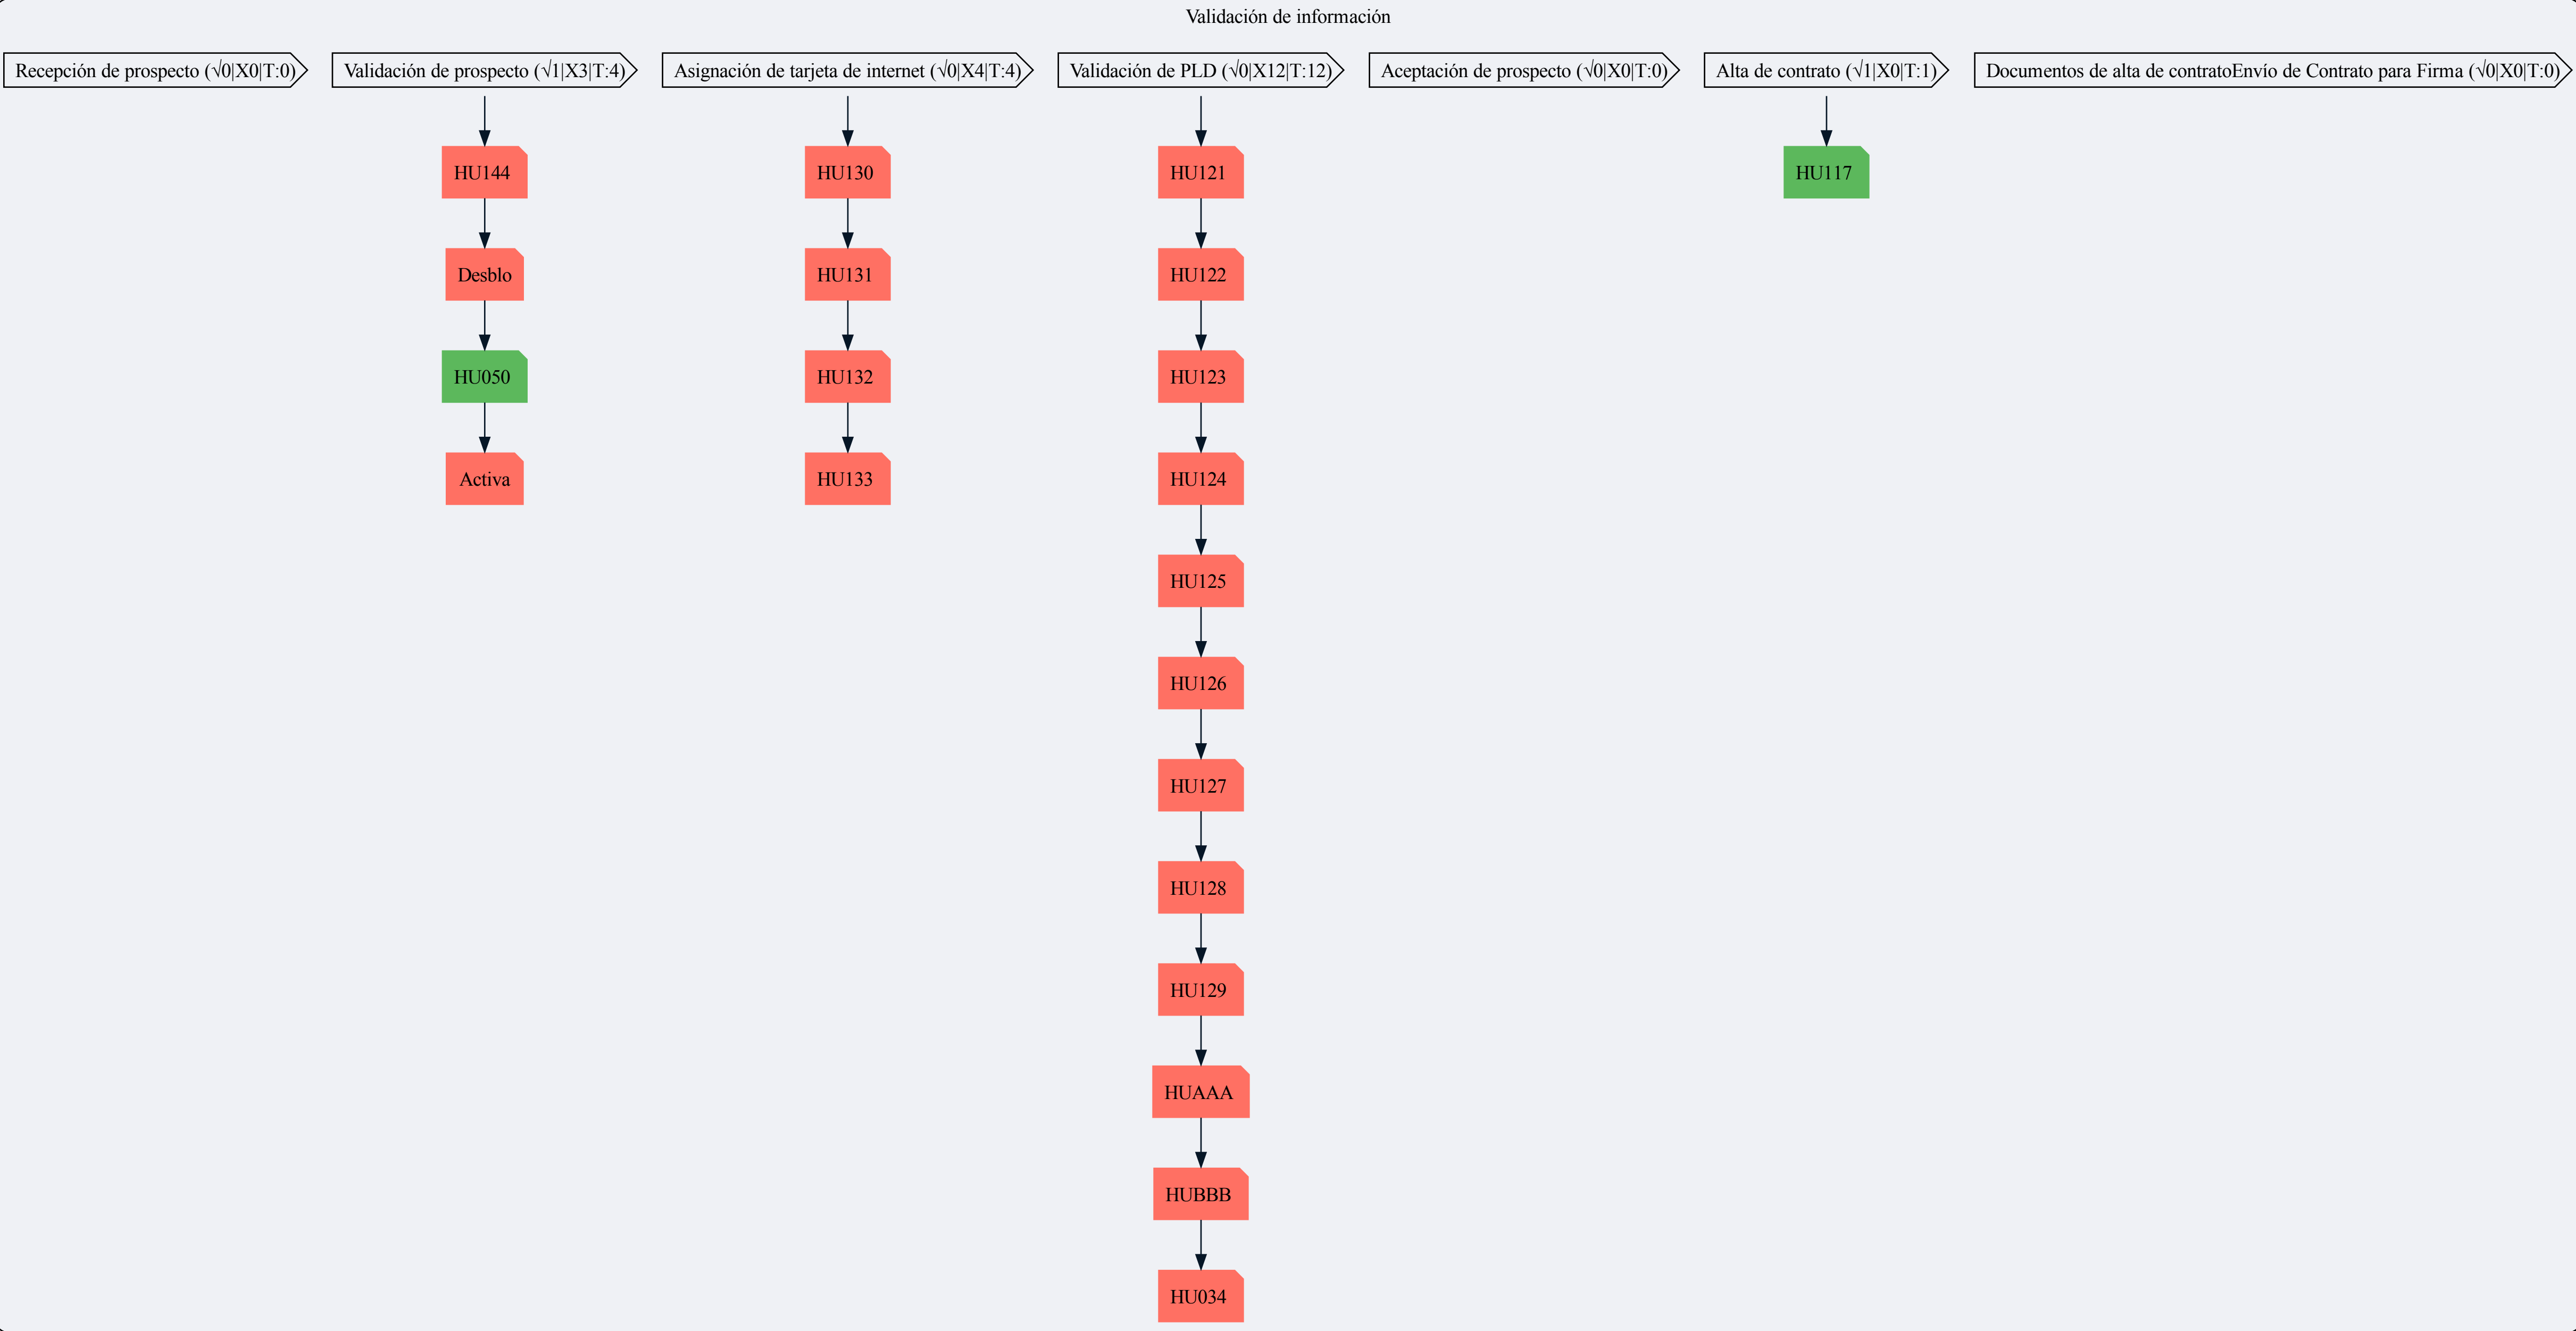 Validación de información
Recepción de prospecto (√0|X0|T:0)
Validación de prospecto (√1|X3|T:4)
Asignación de tarjeta de internet (√0|X4|T:4)
Validación de PLD (√0|X12|T:12)
Aceptación de prospecto (√0|X0|T:0)
Alta de contrato (√1|X0|T:1)
Documentos de alta de contratoEnvío de Contrato para Firma (√0|X0|T:0)
HU144
HU130
HU121
HU117
Desblo
HU131
HU122
HU050
HU132
HU123
Activa
HU133
HU124
HU125
HU126
HU127
HU128
HU129
HUAAA
HUBBB
HU034